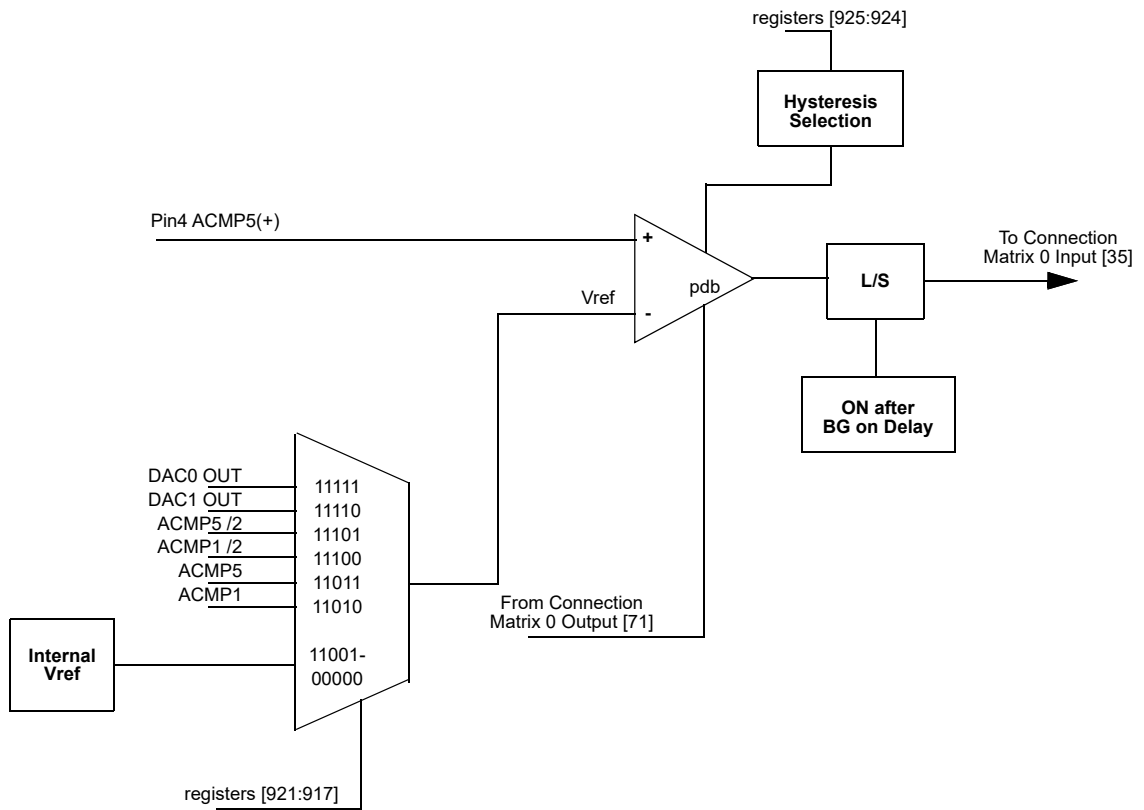 registers [925:924]
Hysteresis
Selection
Pin4 ACMP5(+)
+
To Connection
Matrix 0 Input [35]
L/S
pdb
Vref
-
ON after
BG on Delay
DAC0 OUT
11111
DAC1 OUT
11110
ACMP5 /2
11101
ACMP1 /2
11100
ACMP5
11011
ACMP1
11010
From Connection
Matrix 0 Output [71]
Internal
Vref
11001-
00000
registers [921:917]